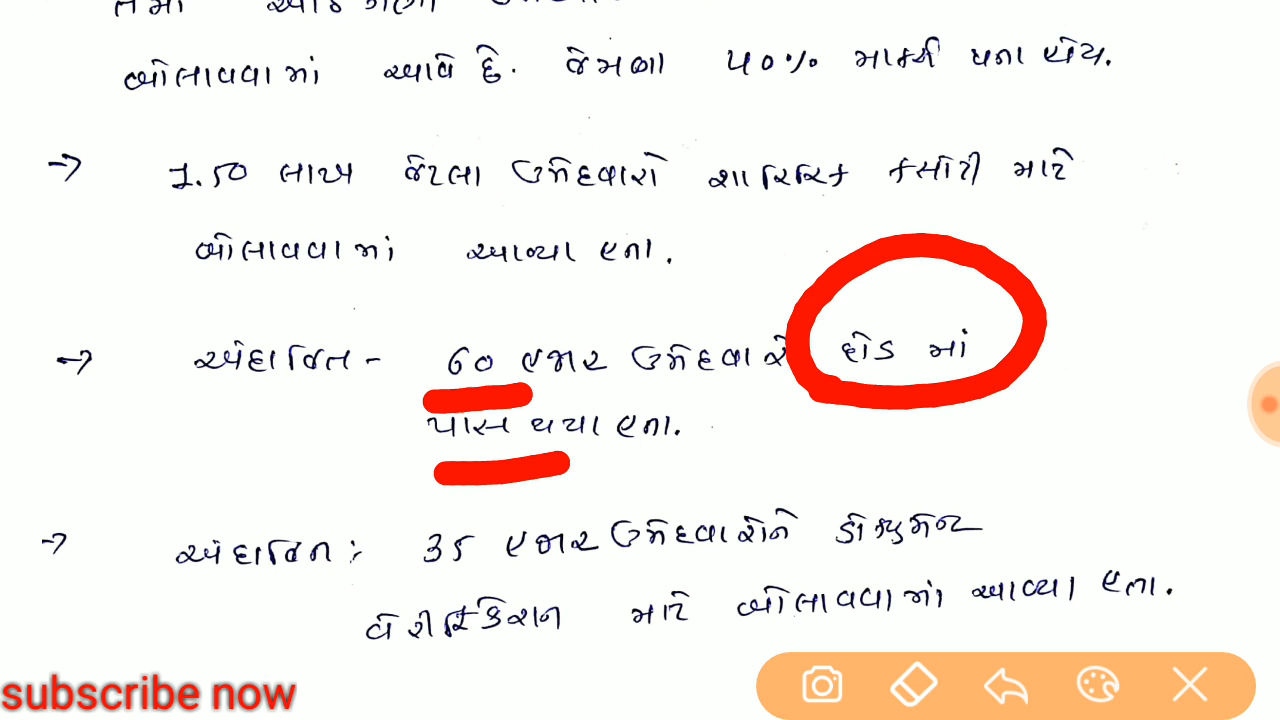 તેમાં
બોલાવવામાં આવે છે. જેમણા ૫૦% માર્ક્સ હતા હોય.
→ 1.50 લાખ જેટલા ઉમેદવારો શારિરિક કસોટી માટે
બોલાવવામાં આવ્યા હતા.
→ અંદાજિત - 60 હજાર ઉમેદવારો દોડ માં
પાસ થયા હતા.
→ અંદાજિત : 35 હજાર ઉમેદવારોને ડોક્યુમેન્ટ
વેરીફિકેશન માટે બોલાવવામાં આવ્યા હતા.
subscribe now